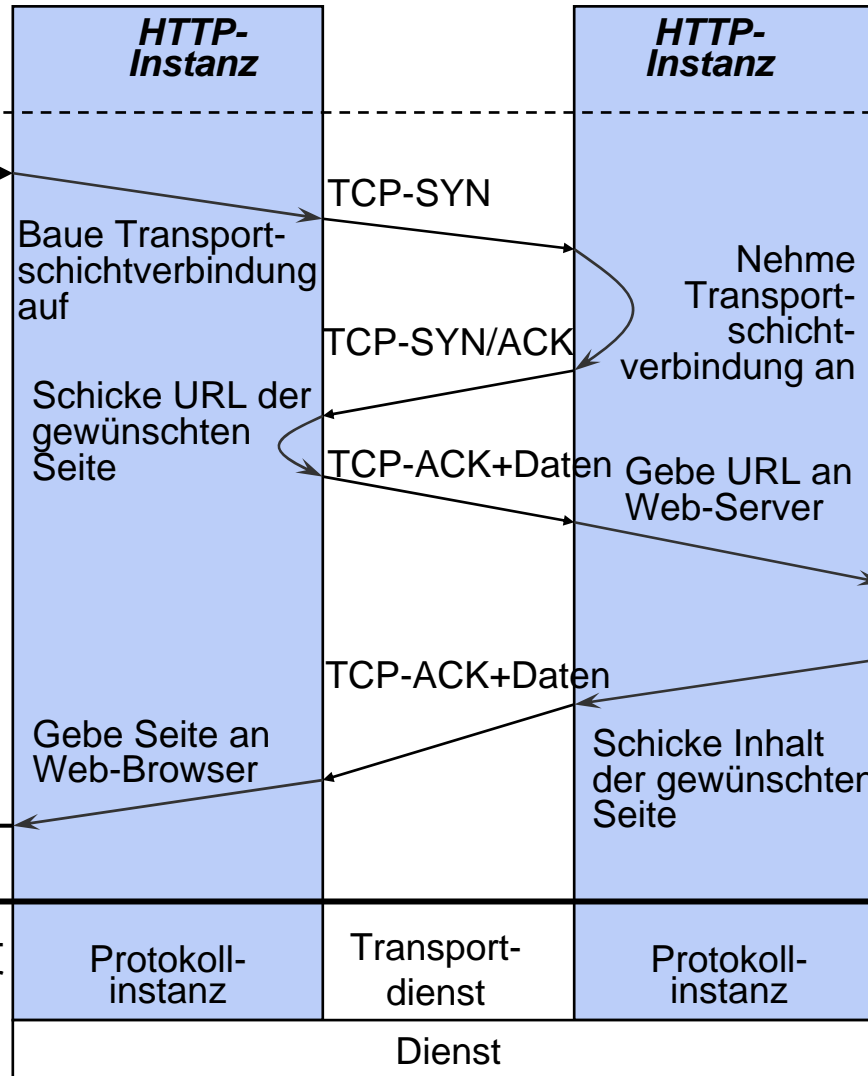 HTTP-
Instanz
HTTP-
Instanz
TCP-SYN
Baue Transport-
schichtverbindung
auf
Nehme
Transport-
schicht-
verbindung an
TCP-SYN/ACK
Schicke URL der
gewünschten
Seite
TCP-ACK+Daten
Gebe URL an
Web-Server
TCP-ACK+Daten
Gebe Seite an
Web-Browser
Schicke Inhalt
der gewünschten
Seite
Protokoll-
instanz
Transport-
dienst
Protokoll-
instanz
Dienst